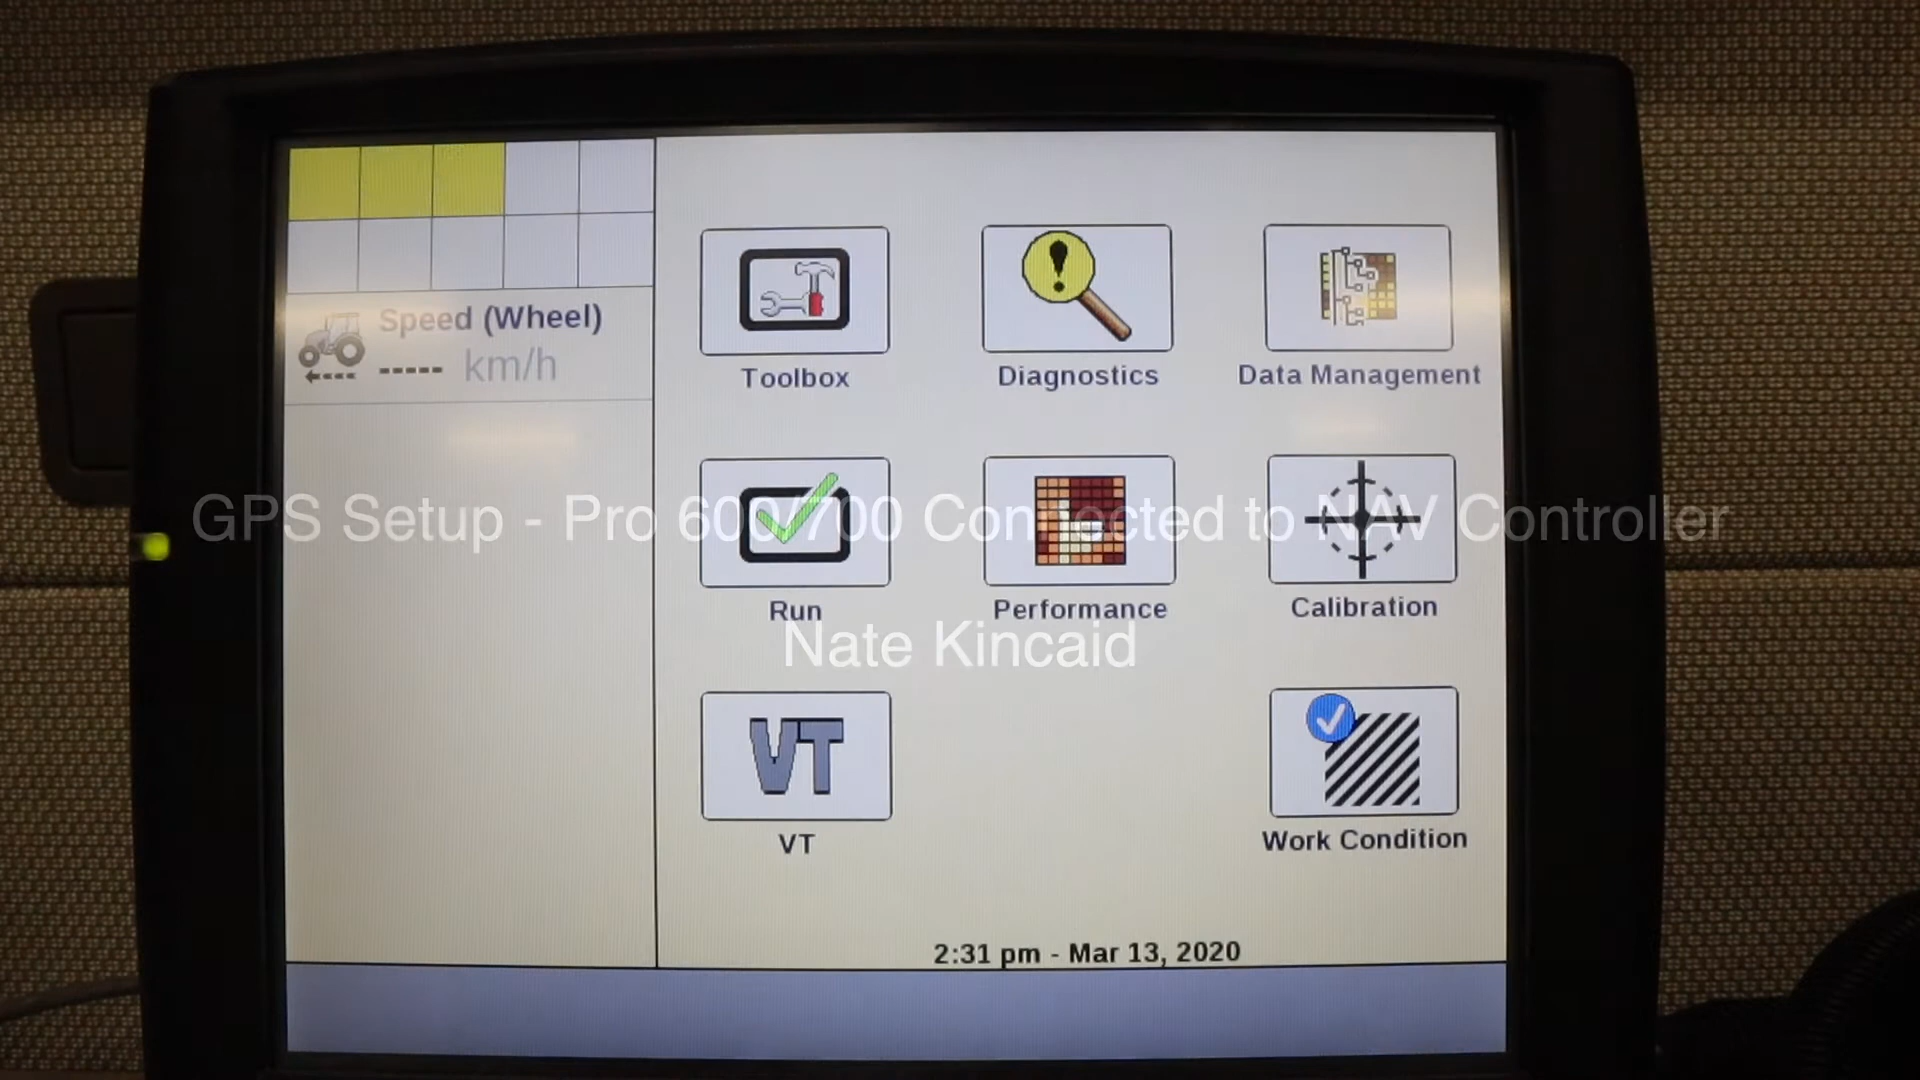 Speed (Wheel)
----- km/h
Toolbox
Diagnostics
Data Management
GPS Setup - Pro 600/700 Connected to NAV Controller
Run
Performance
Calibration
Nate Kincaid
VT
VT
Work Condition
2:31 pm - Mar 13, 2020